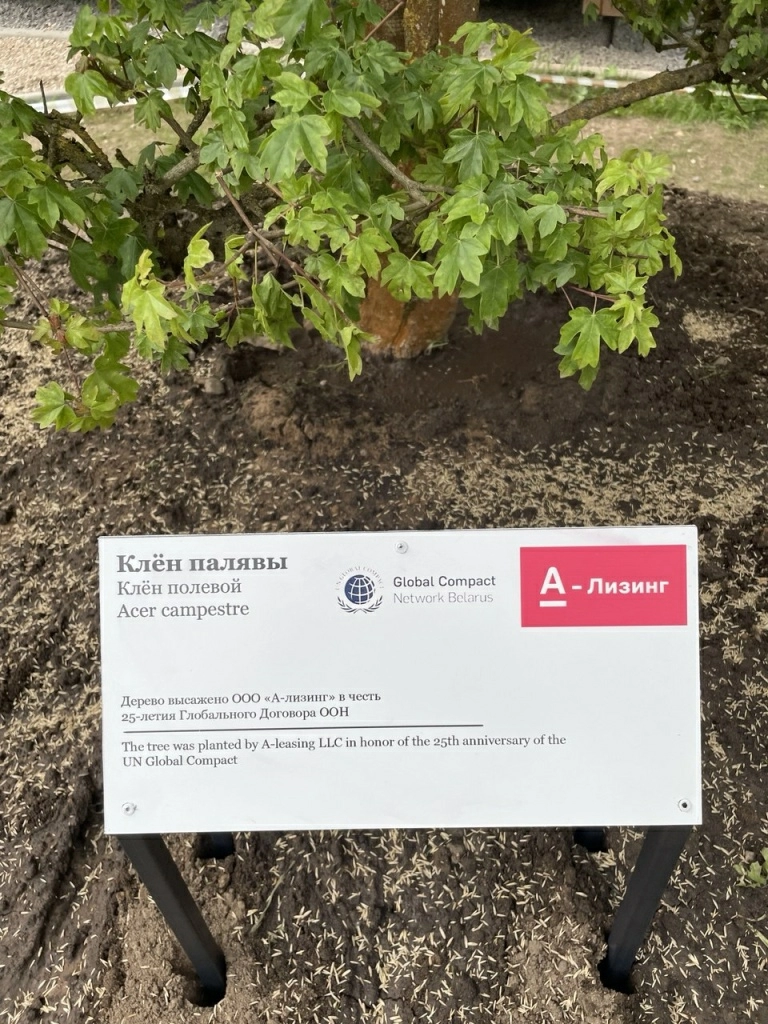 Клён палявы
Клён полевой
Acer campestre
Global Compact
Network Belarus
А - Лизинг
Дерево высажено ООО «А-лизинг» в честь
25-летия Глобального Договора ООН
The tree was planted by A-leasing LLC in honor of the 25th anniversary of the
UN Global Compact